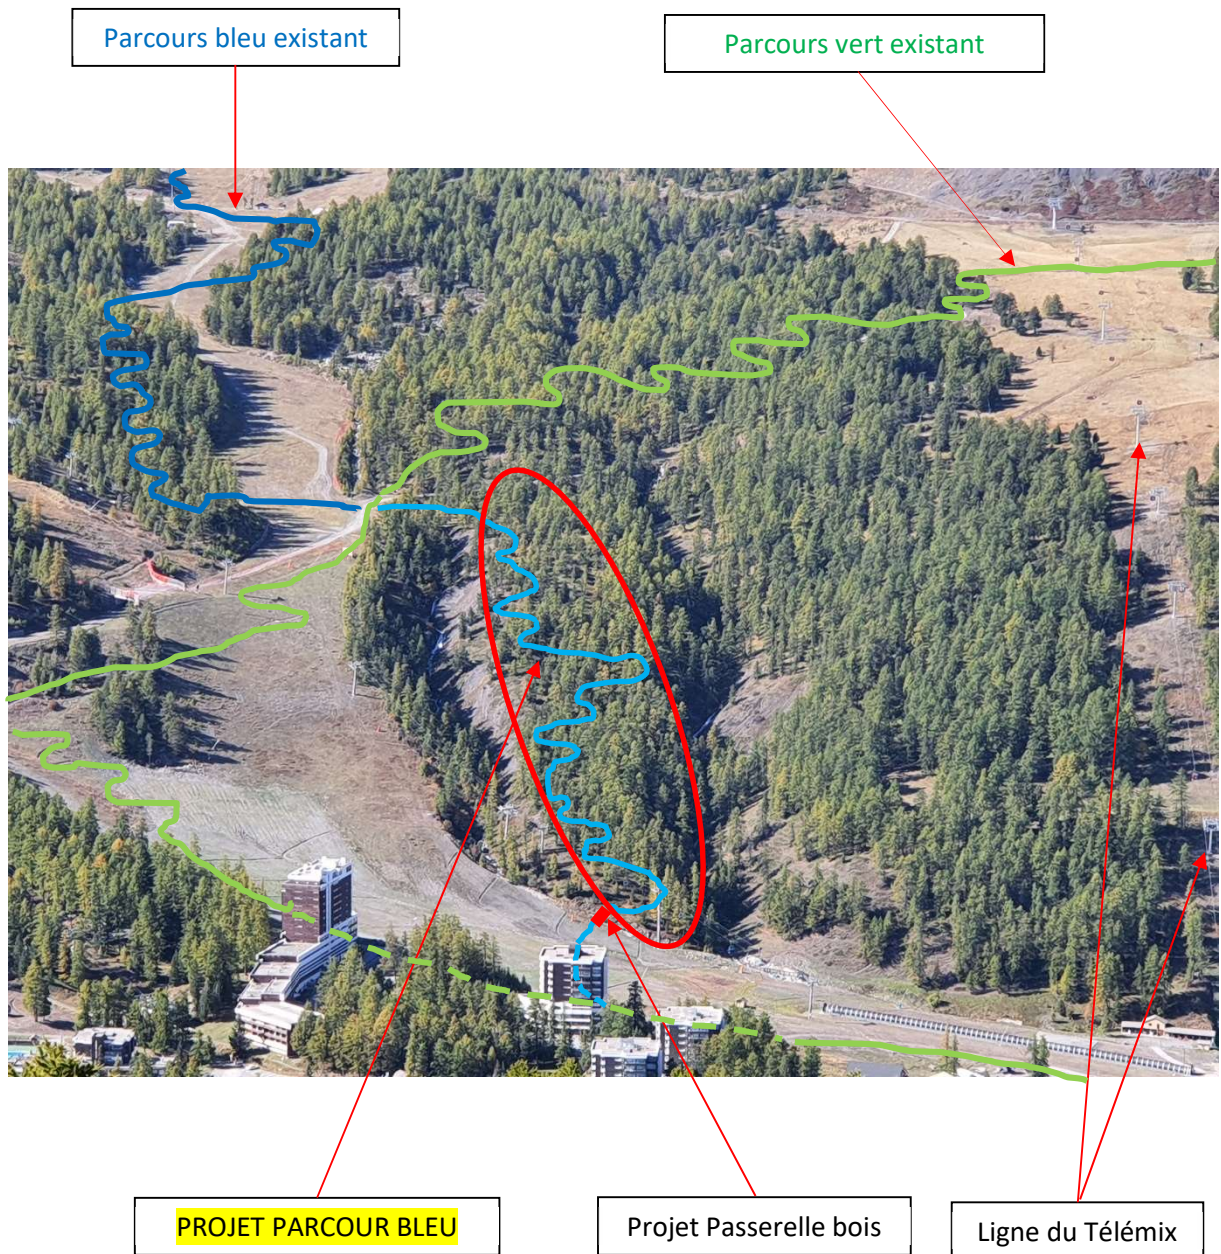 Parcours bleu existant
Parcours vert existant
PROJET PARCOUR BLEU
Projet Passerelle bois
Ligne du Télémix